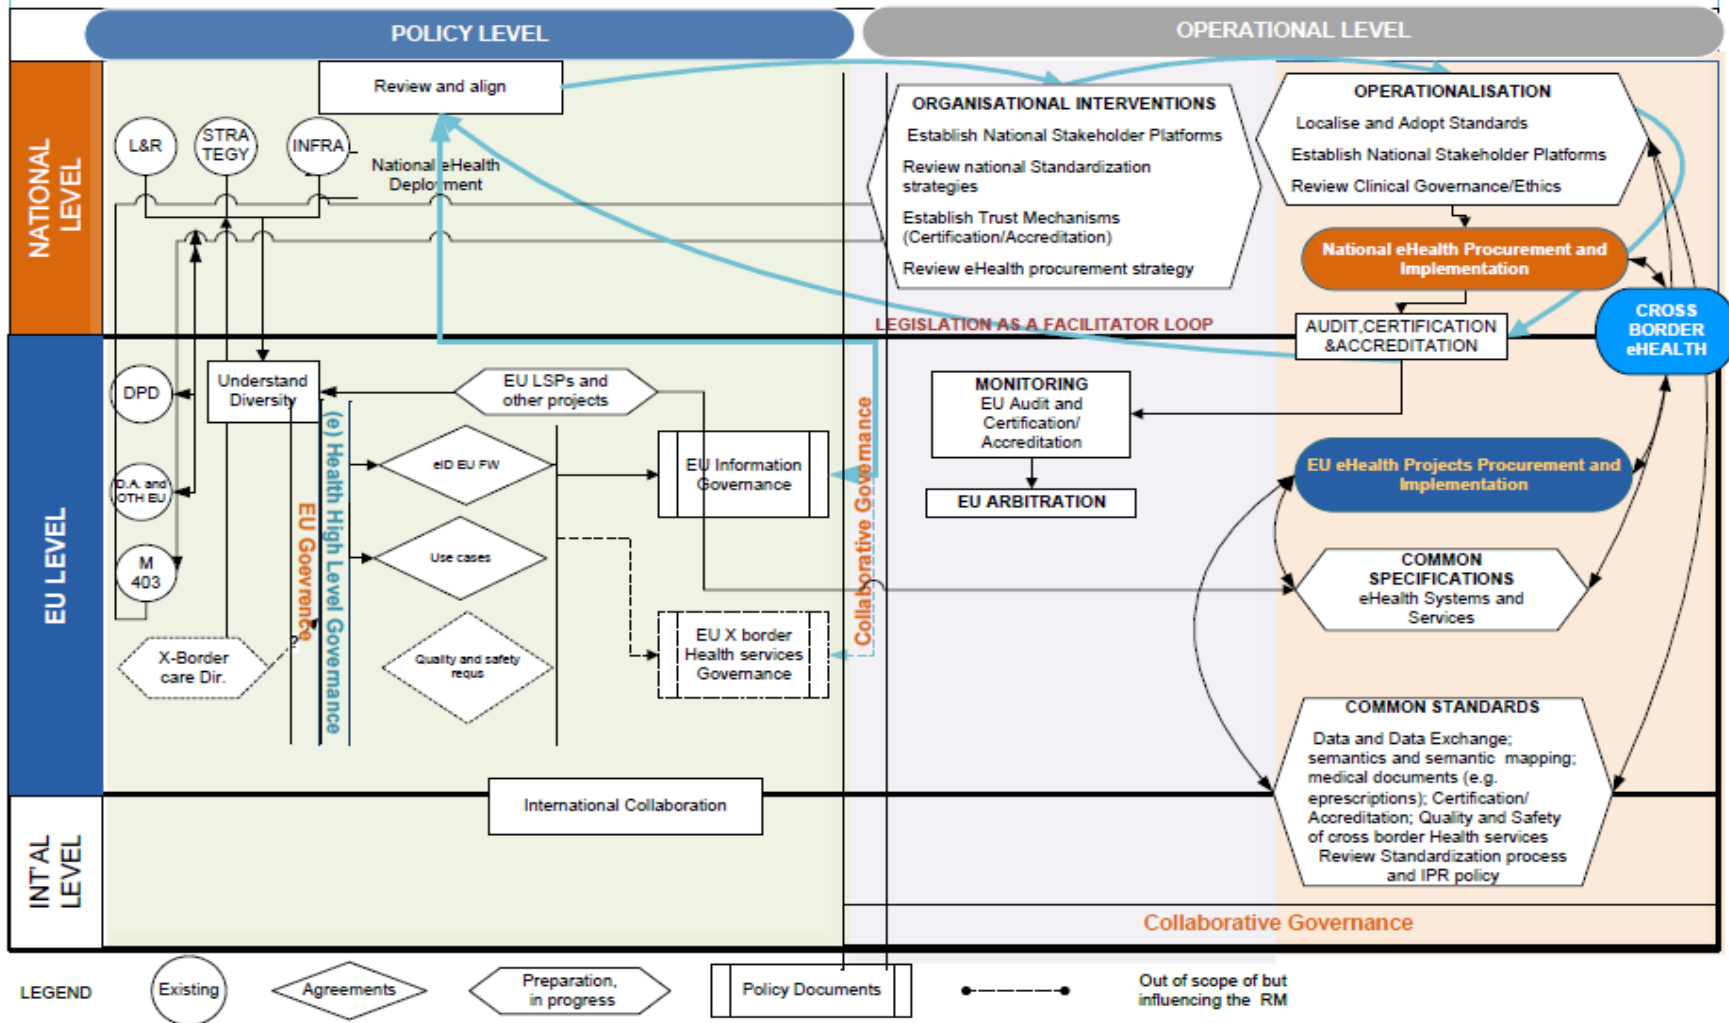 POLICY LEVEL
OPERATIONAL LEVEL
NATIONAL
LEVEL
Review and align
L&R
STRA
TEGY
INFRA
National eHealth
Deployment
ORGANISATIONAL INTERVENTIONS
Establish National Stakeholder Platforms
Review national Standardization
strategies
Establish Trust Mechanisms
(Certification/Accreditation)
Review eHealth procurement strategy
OPERATIONALISATION
Localise and Adopt Standards
Establish National Stakeholder Platforms
Review Clinical Governance/Ethics
National eHealth Procurement and
Implementation
LEGISLATION AS A FACILITATOR LOOP
AUDIT,CERTIFICATION
&ACCREDITATION
CROSS
BORDER
eHEALTH
EU LEVEL
DPD
Understand
Diversity
EU LSPs and
other projects
D.A. and
OTH EU
M
403
X-Border
care Dir.
?
EU Goevrence
(e) Health High Level Governance
eID EU FW
Use cases
Quality and safety
requs
EU Information
Governance
EU X border
Health services
Governance
Collaborative Governance
MONITORING
EU Audit and
Certification/
Accreditation
EU ARBITRATION
EU eHealth Projects Procurement and
Implementation
COMMON
SPECIFICATIONS
eHealth Systems and
Services
COMMON STANDARDS
Data and Data Exchange;
semantics and semantic mapping;
medical documents (e.g.
eprescriptions); Certification/
Accreditation; Quality and Safety
of cross border Health services
Review Standardization process
and IPR policy
INT'AL
LEVEL
International Collaboration
Collaborative Governance
LEGEND
Existing
Agreements
Preparation,
in progress
Policy Documents
Out of scope of but
influencing the RM